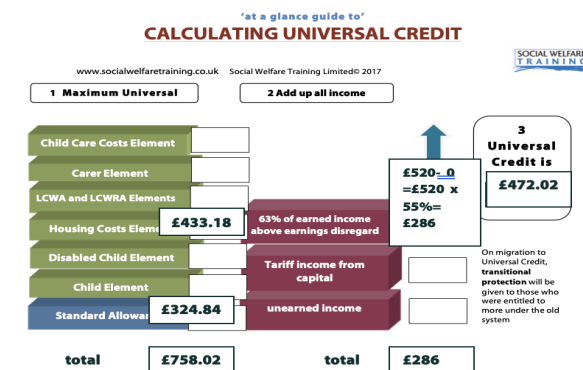 ‘at a glance guide to’
CALCULATING UNIVERSAL CREDIT
SOCIAL WELFARE
TRAINING
www.socialwelfaretraining.co.uk Social Welfare Training Limited© 2017
1 Maximum Universal
2 Add up all income
3
Universal
Credit is
£472.02
Child Care Costs Element
Carer Element
LCWA and LCWRA Elements
Housing Costs Eleme
£433.18
Disabled Child Element
Child Element
Standard Allowan
£324.84
total
£758.02
63% of earned income
above earnings disregard
Tariff income from
capital
unearned income
£520- 0
=£520 x
55%=
£286
total
£286
On migration to
Universal Credit,
transitional
protection will be
given to those who
were entitled to
more under the old
system